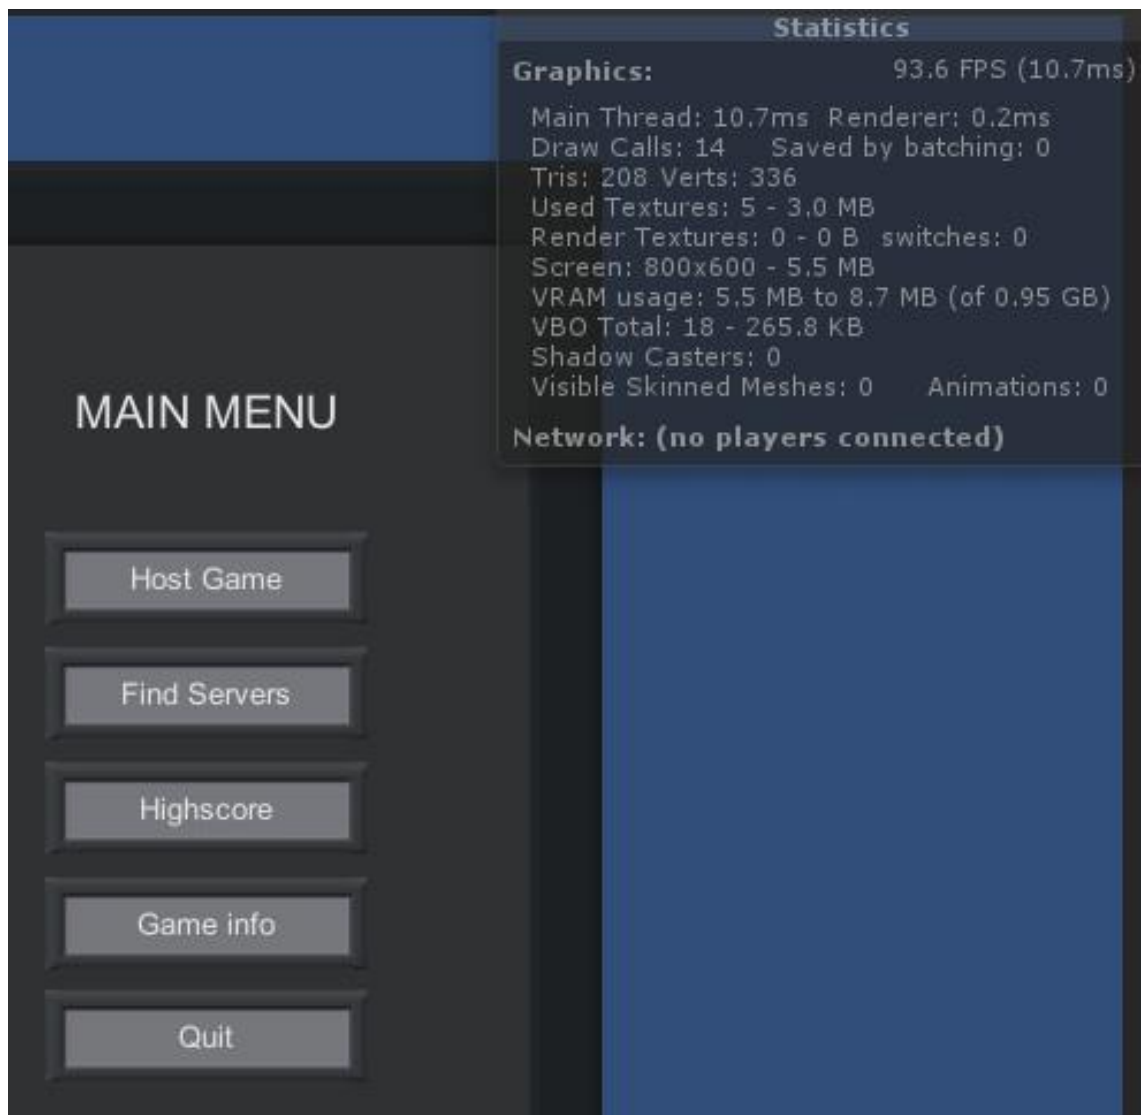 Statistics
Graphics: 93.6 FPS (10.7ms)
Main Thread: 10.7ms Renderer: 0.2ms
Draw Calls: 14 Saved by batching: 0
Tris: 208 Verts: 336
Used Textures: 5 - 3.0 MB
Render Textures: 0 - 0 B switches: 0
Screen: 800x600 - 5.5 MB
VRAM usage: 5.5 MB to 8.7 MB (of 0.95 GB)
VBO Total: 18 - 265.8 KB
Shadow Casters: 0
Visible Skinned Meshes: 0 Animations: 0
Network: (no players connected)
MAIN MENU
Host Game
Find Servers
Highscore
Game info
Quit